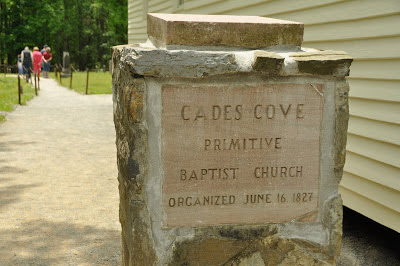 CADES COVE
PRIMITIVE
BAPTIST CHURCH
ORGANIZED JUNE 16, 1827